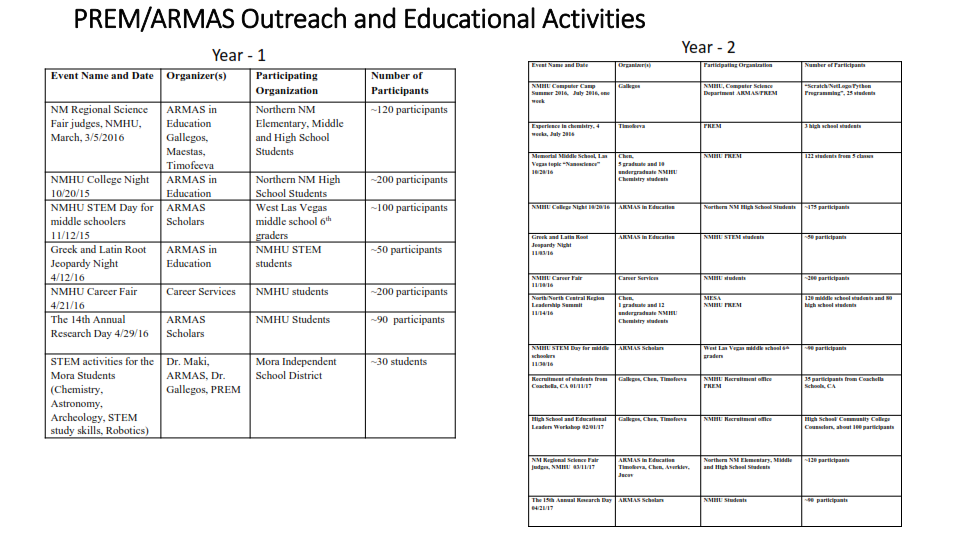 PREM/ARMAS Outreach and Educational Activities
Year - 1
Event Name and Date Organizer(s) Participating Number of
Organization Participants
NM Regional Science ARMAS in Northern NM ~120 participants
Fair judges, NMHU, Education Elementary, Middle
March, 3/5/2016 Gallegos, and High School
Maestas, Students
Timofeeva
NMHU College Night ARMAS in Northern NM High ~200 participants
10/20/15 Education School Students
NMHU STEM Day for ARMAS West Las Vegas ~100 participants
middle schoolers Scholars middle school 6th
11/12/15 graders
Greek and Latin Root ARMAS in NMHU STEM ~50 participants
Jeopardy Night Education students
4/12/16
NMHU Career Fair Career Services NMHU students ~200 participants
4/21/16
The 14th Annual ARMAS NMHU Students ~90 participants
Research Day 4/29/16 Scholars
STEM activities for the Dr. Maki, Mora Independent ~30 students
Mora Students ARMAS, Dr. School District
(Chemistry, Gallegos, PREM
Astronomy,
Archeology, STEM
study skills, Robotics)
Year - 2
Event Name and Date Organizer(s) Participating Organization Number of Participants
NMHU Computer Camp Gallegos NMHU, Computer Science "Scratch/NetLogo/Python
Summer 2016, July 2016, one Department ARMAS/PREM Programming", 25 students
week
Experience in chemistry, 4 Timofeeva PREM 3 high school students
weeks, July 2016
Memorial Middle School, Las Chen, NMHU PREM 122 students from 5 classes
Vegas topic "Nanoscience" 5 graduate and 10
10/20/16 undergraduate NMHU
Chemistry students
NMHU College Night 10/20/16 ARMAS in Education Northern NM High School Students ~175 participants
Greek and Latin Root ARMAS in Education NMHU STEM students ~50 participants
Jeopardy Night
11/03/16
NMHU Career Fair Career Services NMHU students ~200 participants
11/10/16
North/North Central Region Chen, MESA 120 middle school students and 80
Leadership Summit 1 graduate and 12 NMHU PREM high school students
11/14/16 undergraduate NMHU
Chemistry students
NMHU STEM Day for middle ARMAS Scholars West Las Vegas middle school 6th ~90 participants
schoolers graders
11/30/16
Recruitment of students from Gallegos, Chen, Timofeeva NMHU Recruitment office 35 participants from Coachella
Coachella, CA 01/11/17 PREM Schools, CA
High School and Educational Gallegos, Chen, Timofeeva NMHU Recruitment office High School/ Community College
Leaders Workshop 02/01/17 Counselors, about 100 participants
NM Regional Science Fair ARMAS in Education Northern NM Elementary, Middle ~120 participants
judges, NMHU 03/11/17 Timofeeva, Chen, Averkiev, and High School Students
Jucov
The 15th Annual Research Day ARMAS Scholars NMHU Students ~90 participants
04/21/17